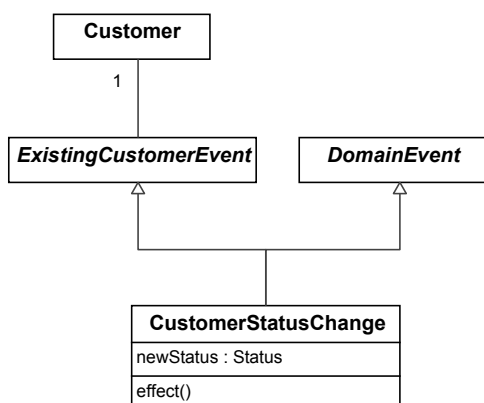 Customer
1
ExistingCustomerEvent
DomainEvent
CustomerStatusChange
newStatus : Status
effect()